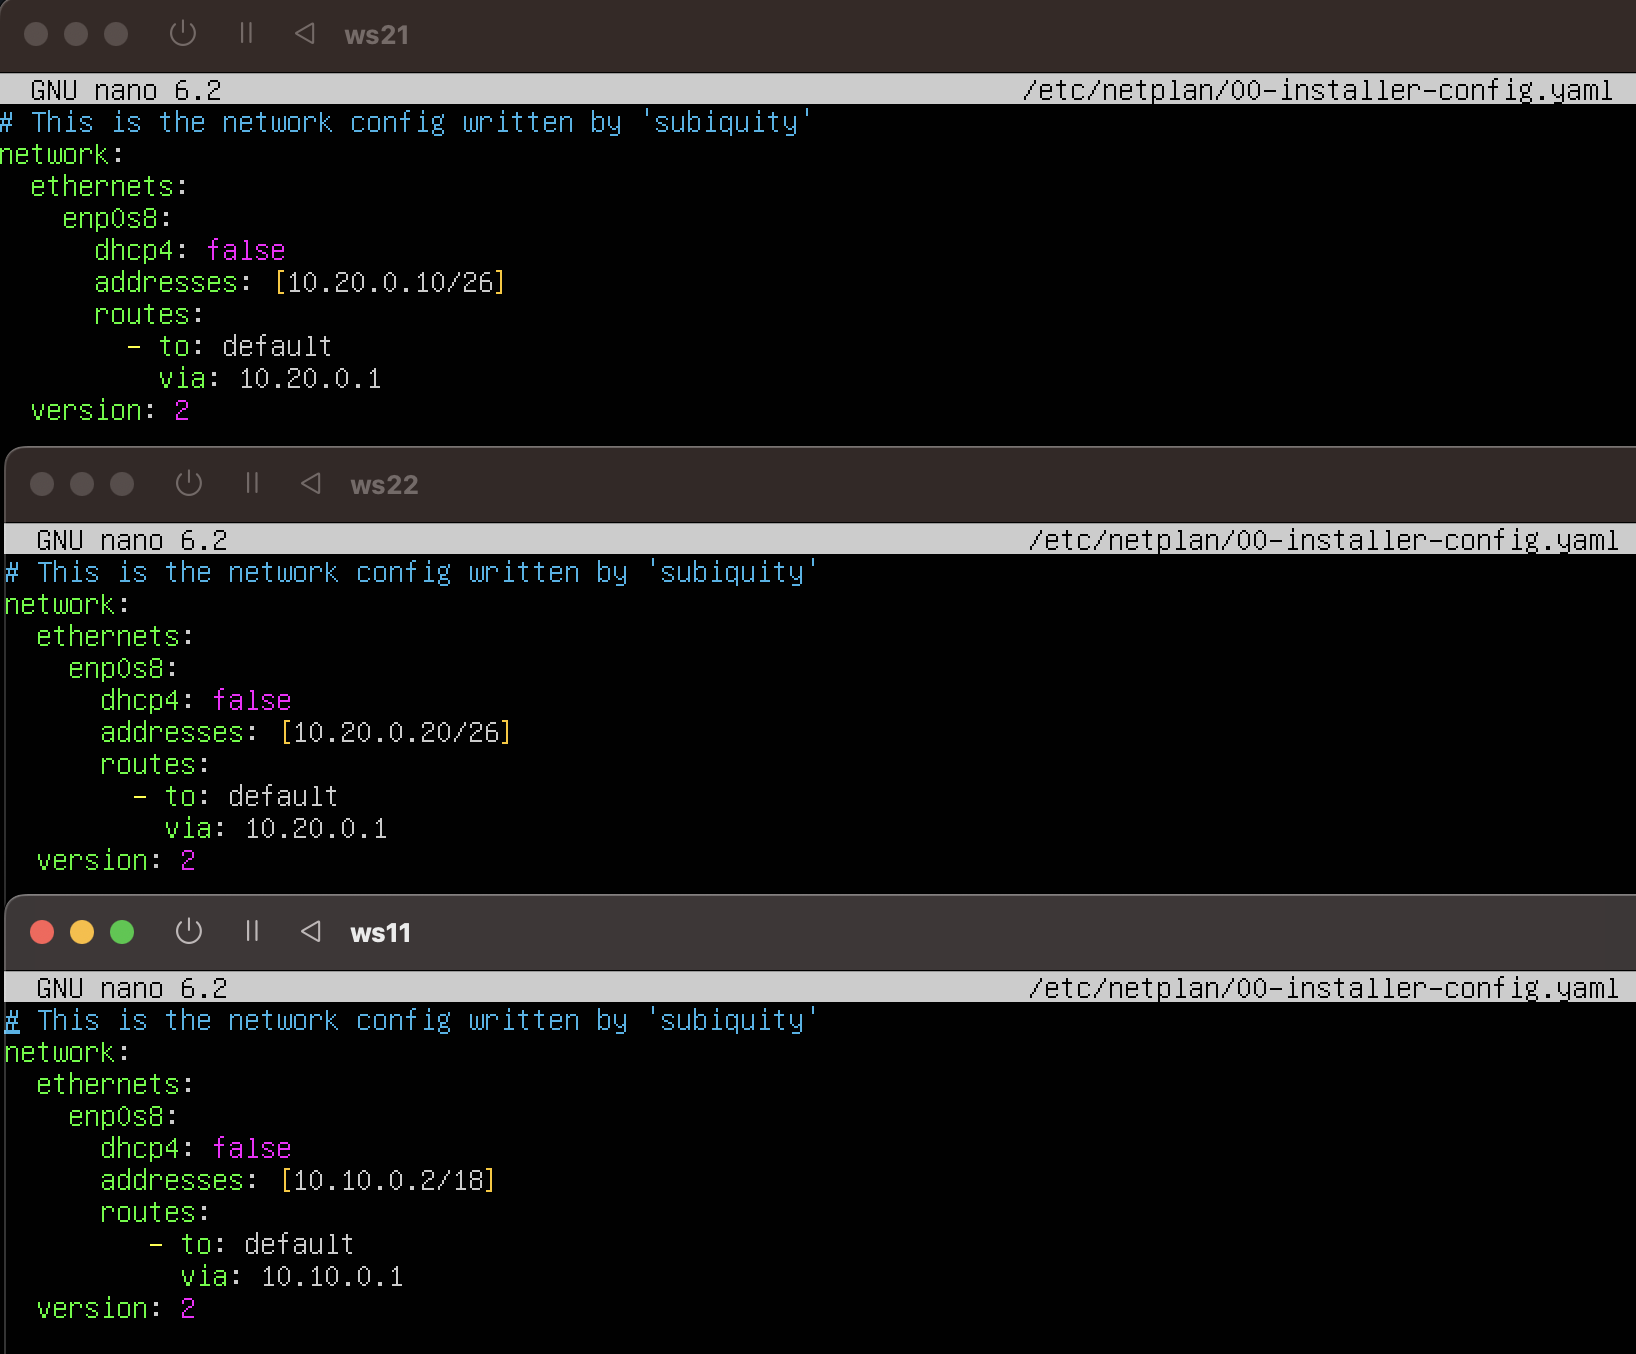 ws21
GNU nano 6.2 /etc/netplan/00-installer-config.yaml
# This is the network config written by 'subiquity'
network:
  ethernets:
    enp0s8:
      dhcp4: false
      addresses: [10.20.0.10/26]
      routes:
        - to: default
          via: 10.20.0.1
  version: 2
ws22
GNU nano 6.2 /etc/netplan/00-installer-config.yaml
# This is the network config written by 'subiquity'
network:
  ethernets:
    enp0s8:
      dhcp4: false
      addresses: [10.20.0.20/26]
      routes:
        - to: default
          via: 10.20.0.1
  version: 2
ws11
GNU nano 6.2 /etc/netplan/00-installer-config.yaml
# This is the network config written by 'subiquity'
network:
  ethernets:
    enp0s8:
      dhcp4: false
      addresses: [10.10.0.2/18]
      routes:
         - to: default
           via: 10.10.0.1
  version: 2